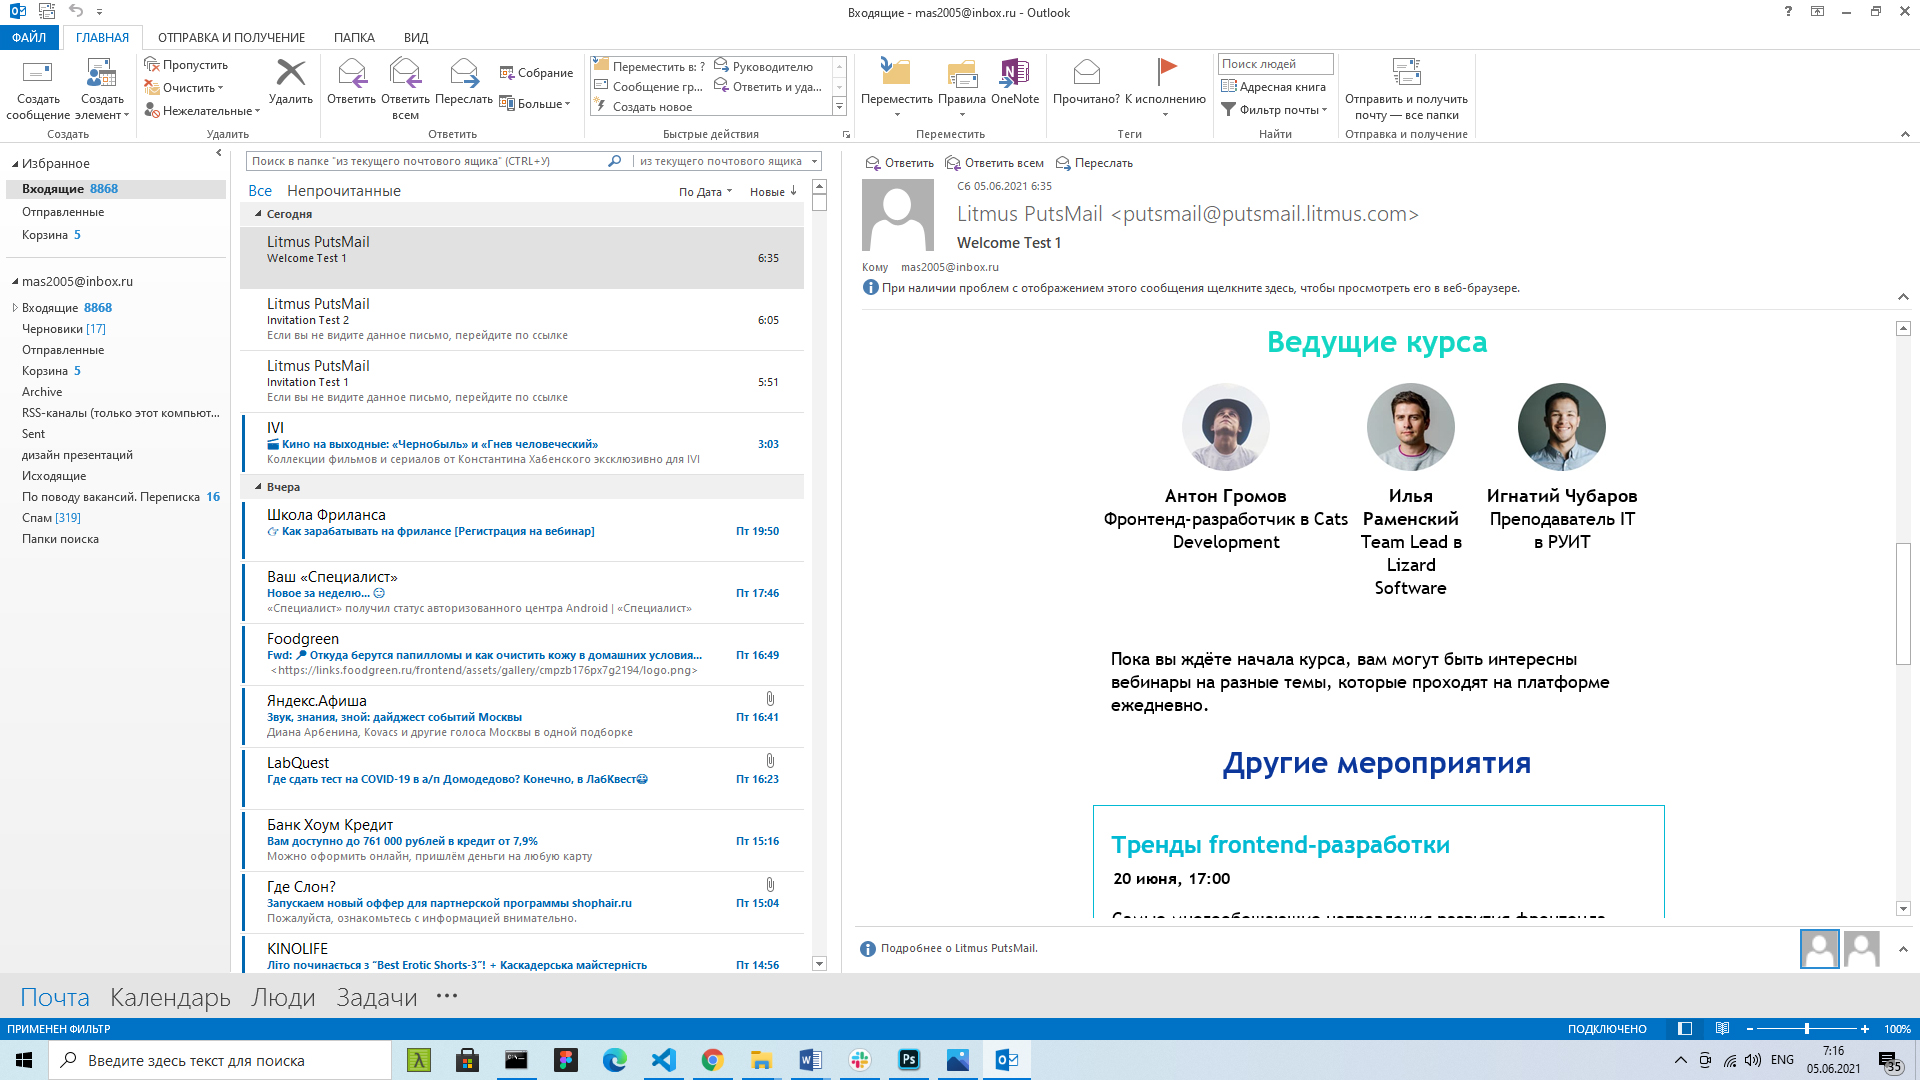 Входящие - mas2005@inbox.ru - Outlook
ФАЙЛ ГЛАВНАЯ ОТПРАВКА И ПОЛУЧЕНИЕ ПАПКА ВИД
Создать сообщение
Создать элемент
Создать
Пропустить
Очистить
Нежелательные
Удалить
Удалить
Ответить
Ответить всем
Переслать
Собрание
Больше
Ответить
Переместить в: ?
Сообщение гр...
Создать новое
Руководителю
Ответить и уда...
Быстрые действия
Переместить
Правила
OneNote
Переместить
Прочитано?
К исполнению
Теги
Поиск людей
Адресная книга
Фильтр почты
Найти
Отправить и получить
почту — все папки
Отправка и получение
Избранное
Входящие 8868
Отправленные
Корзина 5
mas2005@inbox.ru
Входящие 8868
Черновики [17]
Отправленные
Корзина 5
Archive
RSS-каналы (только этот компьют...
Sent
дизайн презентаций
Исходящие
По поводу вакансий. Переписка 16
Спам [319]
Папки поиска
Поиск в папке "из текущего почтового ящика" (CTRL+У)
из текущего почтового ящика
Все Непрочитанные
По Дата Новые
Сегодня
Litmus PutsMail
Welcome Test 1 6:35
Litmus PutsMail
Invitation Test 2 6:05
Если вы не видите данное письмо, перейдите по ссылке
Litmus PutsMail
Invitation Test 1 5:51
Если вы не видите данное письмо, перейдите по ссылке
IVI
Кино на выходные: «Чернобыль» и «Гнев человеческий» 3:03
Коллекции фильмов и сериалов от Константина Хабенского эксклюзивно для IVI
Вчера
Школа Фриланса
Как зарабатывать на фрилансе [Регистрация на вебинар] Пт 19:50
Ваш «Специалист»
Новое за неделю... Пт 17:46
«Специалист» получил статус авторизованного центра Android | «Специалист»
Foodgreen
Fwd: Откуда берутся папилломы и как очистить кожу в домашних условия... Пт 16:49
<https://links.foodgreen.ru/frontend/assets/gallery/cmpzb176px7g2194/logo.png>
Яндекс.Афиша
Звук, знания, зной: дайджест событий Москвы Пт 16:41
Диана Арбенина, Kovacs и другие голоса Москвы в одной подборке
LabQuest
Где сдать тест на COVID-19 в а/п Домодедово? Конечно, в ЛабКвест Пт 16:23
Банк Хоум Кредит
Вам доступно до 761 000 рублей в кредит от 7,9% Пт 15:16
Можно оформить онлайн, пришлём деньги на любую карту
Где Слон?
Запускаем новый оффер для партнерской программы shophair.ru Пт 15:04
Пожалуйста, ознакомьтесь с информацией внимательно.
KINOLIFE
Літо починається з “Best Erotic Shorts-3”! + Каскадерська майстерність Пт 14:56
Ответить Ответить всем Переслать
Сб 05.06.2021 6:35
Litmus PutsMail <putsmail@putsmail.litmus.com>
Welcome Test 1
Кому mas2005@inbox.ru
При наличии проблем с отображением этого сообщения щелкните здесь, чтобы просмотреть его в веб-браузере.
Ведущие курса
Антон Громов
Фронтенд-разработчик в Cats
Development
Илья
Раменский
Team Lead в
Lizard
Software
Игнатий Чубаров
Преподаватель IT
в РУИТ
Пока вы ждёте начала курса, вам могут быть интересны
вебинары на разные темы, которые проходят на платформе
ежедневно.
Другие мероприятия
Тренды frontend-разработки
20 июня, 17:00
Самые многообещающие направления развития фронтенда
Подробнее о Litmus PutsMail.
Почта Календарь Люди Задачи ···
ПРИМЕНЕН ФИЛЬТР
ПОДКЛЮЧЕНО 100%
Введите здесь текст для поиска
ENG
7:16
05.06.2021
35